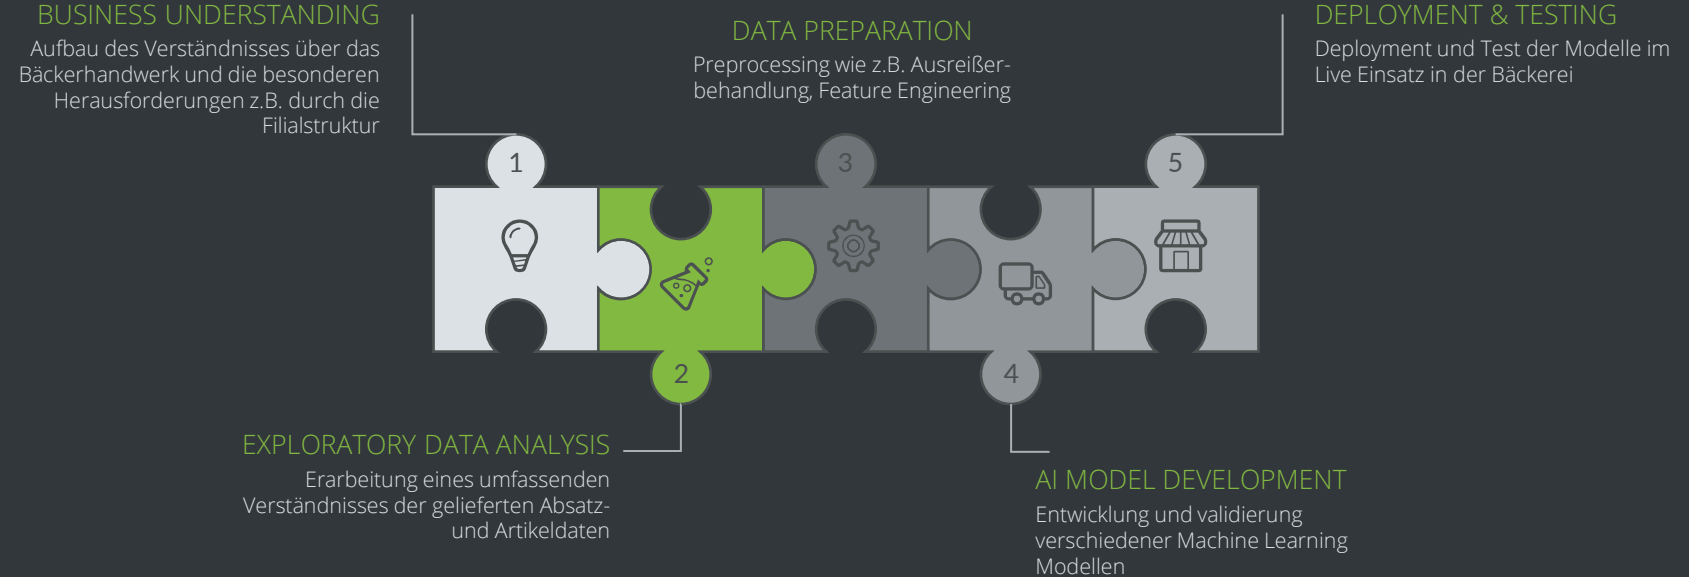 BUSINESS UNDERSTANDING
Aufbau des Verständnisses über das
Bäckerhandwerk und die besonderen
Herausforderungen z.B. durch die
Filialstruktur
DATA PREPARATION
Preprocessing wie z.B. Ausreißer-
behandlung, Feature Engineering
DEPLOYMENT & TESTING
Deployment und Test der Modelle im
Live Einsatz in der Bäckerei
1
3
5
2
4
EXPLORATORY DATA ANALYSIS
Erarbeitung eines umfassenden
Verständnisses der gelieferten Absatz-
und Artikeldaten
AI MODEL DEVELOPMENT
Entwicklung und validierung
verschiedener Machine Learning
Modellen